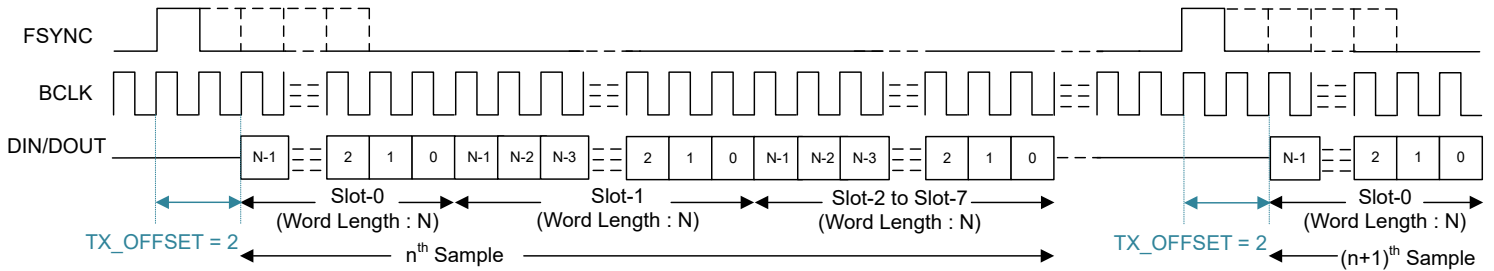 FSYNC
BCLK
DIN/DOUT
N-1 2 1 0 N-1 N-2 N-3 2 1 0 N-1 N-2 N-3 2 1 0 N-1 2 1 0
Slot-0
(Word Length : N)
Slot-1
(Word Length : N)
Slot-2 to Slot-7
(Word Length : N)
Slot-0
(Word Length : N)
TX_OFFSET = 2
nth Sample
TX_OFFSET = 2
(n+1)th Sample